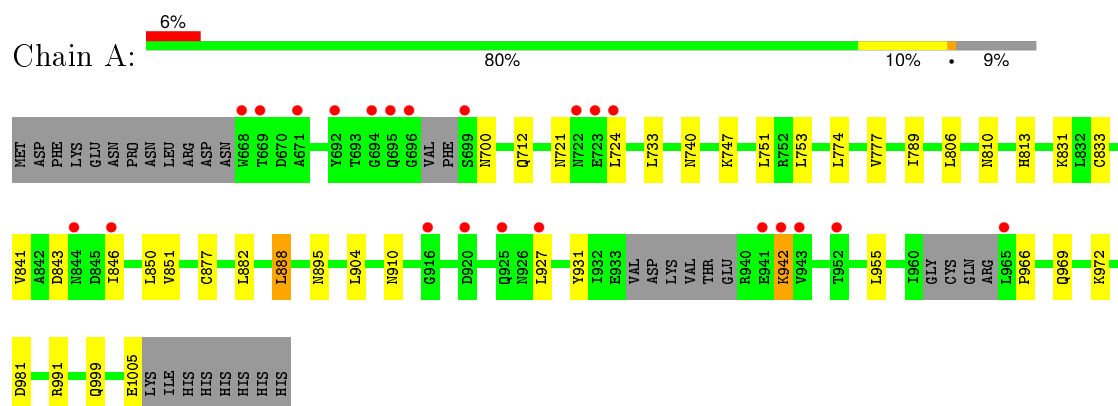 6%
Chain A:
80% 10% • 9%
MET ASP PHE LYS GLU ASN PRO ASN LEU ARG ASP ASN W668 T669 D670 A671 Y692 T693 G694 Q695 G696 VAL PHE S699 N700 Q712 N721 N722 E723 L724 L733 N740 K747 L751 R752 L753 L774 V777 I789 L806 N810 H813 K831 L832 C833
V841 A842 D843 N844 D845 I846 L850 V851 C877 L882 L888 N895 L904 N910 G916 D920 Q925 N926 L927 Y931 I932 E933 VAL ASP LYS VAL THR GLU R940 E941 K942 V943 T952 L955 I960 GLY CYS GLN ARG L965 P966 Q969 K972
D981 R991 Q999 E1005 LYS ILE HIS HIS HIS HIS HIS HIS